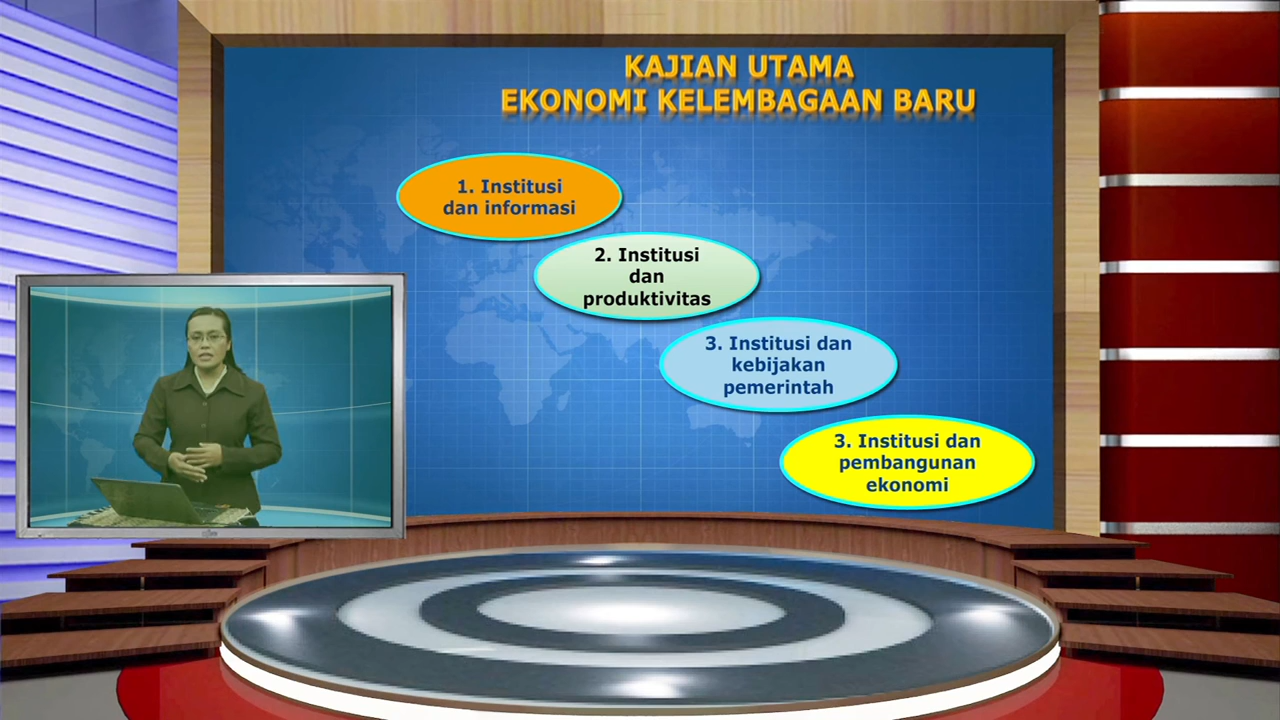 KAJIAN UTAMA
EKONOMI KELEMBAGAAN BARU
1. Institusi
dan informasi
2. Institusi
dan
produktivitas
3. Institusi dan
kebijakan
pemerintah
3. Institusi dan
pembangunan
ekonomi